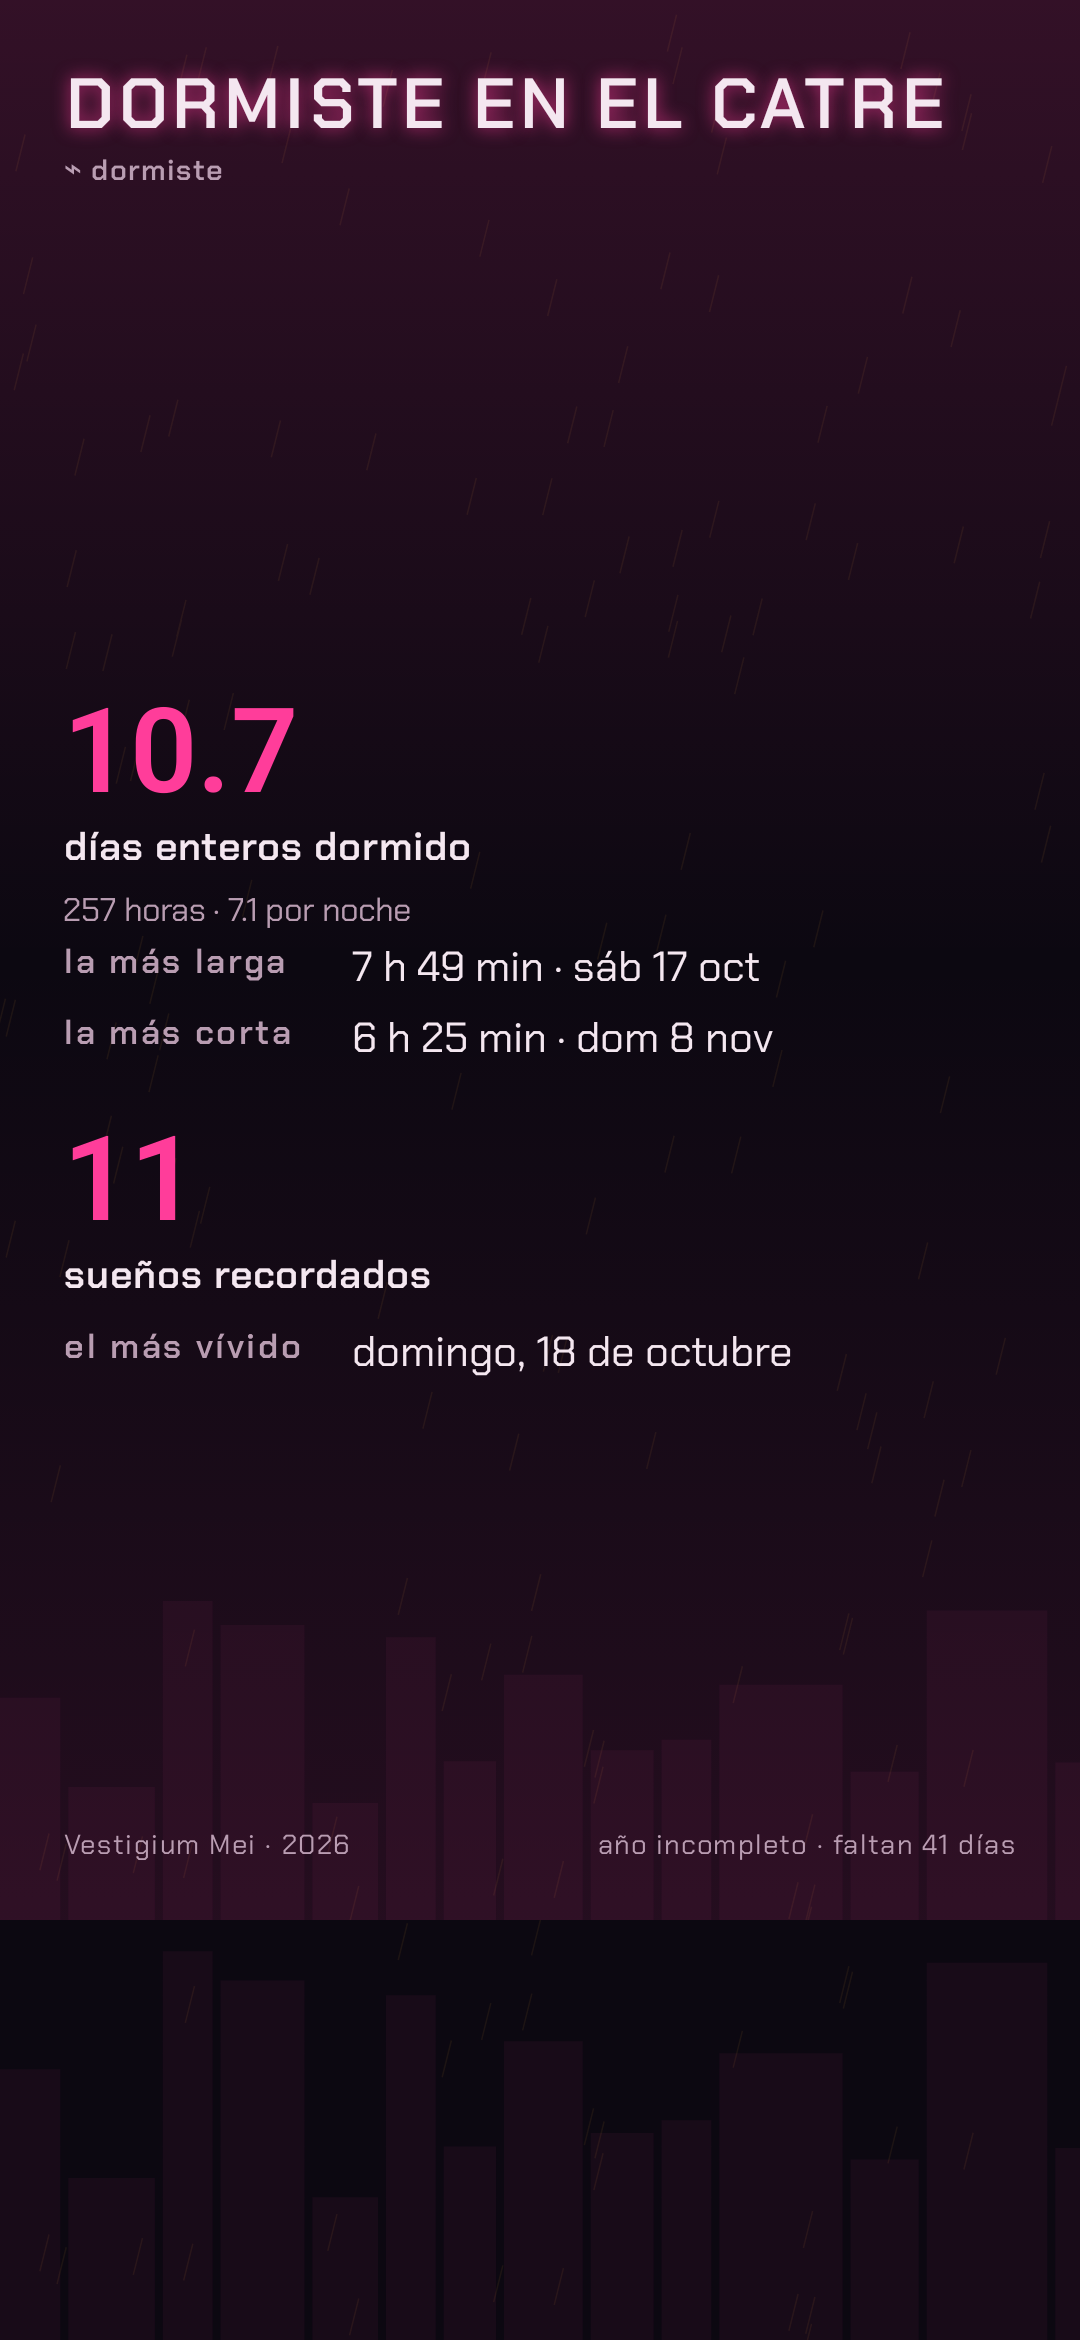 DORMISTE EN EL CATRE
⌁ dormiste
10.7
días enteros dormido
257 horas · 7.1 por noche
la más larga 7 h 49 min · sáb 17 oct
la más corta 6 h 25 min · dom 8 nov
11
sueños recordados
el más vívido domingo, 18 de octubre
Vestigium Mei · 2026 año incompleto · faltan 41 días